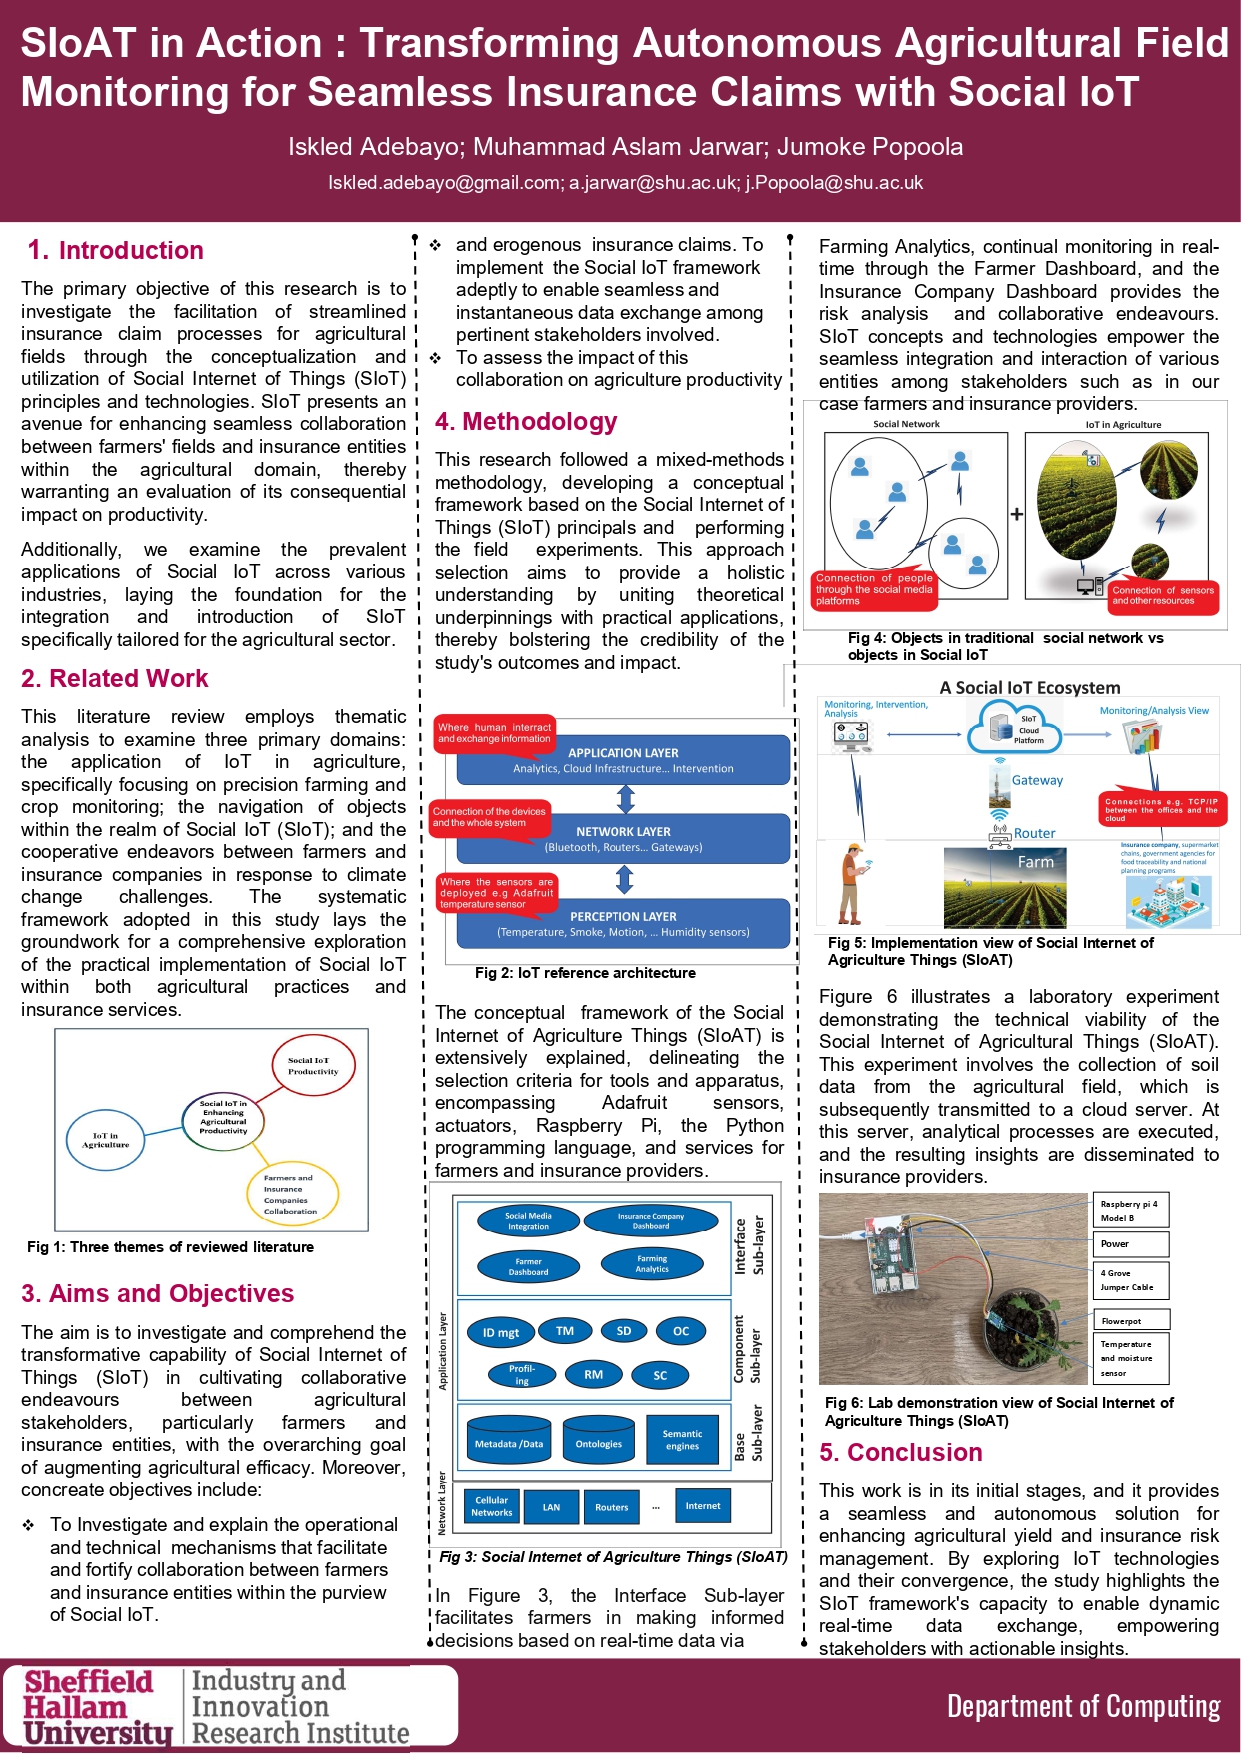 SIoAT in Action : Transforming Autonomous Agricultural Field
Monitoring for Seamless Insurance Claims with Social IoT
Iskled Adebayo; Muhammad Aslam Jarwar; Jumoke Popoola
Iskled.adebayo@gmail.com; a.jarwar@shu.ac.uk; j.Popoola@shu.ac.uk
1. Introduction
The primary objective of this research is to
investigate the facilitation of streamlined
insurance claim processes for agricultural
fields through the conceptualization and
utilization of Social Internet of Things (SIoT)
principles and technologies. SIoT presents an
avenue for enhancing seamless collaboration
between farmers' fields and insurance entities
within the agricultural domain, thereby
warranting an evaluation of its consequential
impact on productivity.
Additionally, we examine the prevalent
applications of Social IoT across various
industries, laying the foundation for the
integration and introduction of SIoT
specifically tailored for the agricultural sector.
2. Related Work
This literature review employs thematic
analysis to examine three primary domains:
the application of IoT in agriculture,
specifically focusing on precision farming and
crop monitoring; the navigation of objects
within the realm of Social IoT (SIoT); and the
cooperative endeavors between farmers and
insurance companies in response to climate
change challenges. The systematic
framework adopted in this study lays the
groundwork for a comprehensive exploration
of the practical implementation of Social IoT
within both agricultural practices and
insurance services.
Social IoT
Productivity
Social IoT in
Enhancing
Agricultural
Productivity
IoT in
Agriculture
Farmers and
Insurance
Companies
Collaboration
Fig 1: Three themes of reviewed literature
3. Aims and Objectives
The aim is to investigate and comprehend the
transformative capability of Social Internet of
Things (SIoT) in cultivating collaborative
endeavours between agricultural
stakeholders, particularly farmers and
insurance entities, with the overarching goal
of augmenting agricultural efficacy. Moreover,
concreate objectives include:
❖ To Investigate and explain the operational
and technical mechanisms that facilitate
and fortify collaboration between farmers
and insurance entities within the purview
of Social IoT.
❖ and erogenous insurance claims. To
implement the Social IoT framework
adeptly to enable seamless and
instantaneous data exchange among
pertinent stakeholders involved.
❖ To assess the impact of this
collaboration on agriculture productivity
4. Methodology
This research followed a mixed-methods
methodology, developing a conceptual
framework based on the Social Internet of
Things (SIoT) principals and performing
the field experiments. This approach
selection aims to provide a holistic
understanding by uniting theoretical
underpinnings with practical applications,
thereby bolstering the credibility of the
study's outcomes and impact.
Where human interract
and exchange information
APPLICATION LAYER
Analytics, Cloud Infrastructure... Intervention
Connection of the devices
and the whole system
NETWORK LAYER
(Bluetooth, Routers... Gateways)
Where the sensors are
deployed e.g Adafruit
temperature sensor
PERCEPTION LAYER
(Temperature, Smoke, Motion, ... Humidity sensors)
Fig 2: IoT reference architecture
The conceptual framework of the Social
Internet of Agriculture Things (SIoAT) is
extensively explained, delineating the
selection criteria for tools and apparatus,
encompassing Adafruit sensors,
actuators, Raspberry Pi, the Python
programming language, and services for
farmers and insurance providers.
Social Media
Integration
Insurance Company
Dashboard
Farmer
Dashboard
Farming
Analytics
Interface
Sub-layer
ID mgt
TM
SD
OC
Profil-
ing
RM
SC
Component
Sub-layer
Application Layer
Metadata /Data
Ontologies
Semantic
engines
Base
Sub-layer
Network Layer
Cellular
Networks
LAN
Routers
...
Internet
Fig 3: Social Internet of Agriculture Things (SIoAT)
In Figure 3, the Interface Sub-layer
facilitates farmers in making informed
decisions based on real-time data via
Farming Analytics, continual monitoring in real-
time through the Farmer Dashboard, and the
Insurance Company Dashboard provides the
risk analysis and collaborative endeavours.
SIoT concepts and technologies empower the
seamless integration and interaction of various
entities among stakeholders such as in our
case farmers and insurance providers.
Social Network
IoT in Agriculture
+
Connection of people
through the social media
platforms
Connection of sensors
and other resources
Fig 4: Objects in traditional social network vs
objects in Social IoT
A Social IoT Ecosystem
Monitoring, Intervention,
Analysis
SIoT
Cloud
Platform
Monitoring/Analysis View
Gateway
Connections e.g. TCP/IP
between the offices and the
cloud
Router
Farm
Insurance company, supermarket
chains, government agencies for
food traceability and national
planning programs
Fig 5: Implementation view of Social Internet of
Agriculture Things (SIoAT)
Figure 6 illustrates a laboratory experiment
demonstrating the technical viability of the
Social Internet of Agricultural Things (SIoAT).
This experiment involves the collection of soil
data from the agricultural field, which is
subsequently transmitted to a cloud server. At
this server, analytical processes are executed,
and the resulting insights are disseminated to
insurance providers.
Raspberry pi 4
Model B
Power
4 Grove
Jumper Cable
Flowerpot
Temperature
and moisture
sensor
Fig 6: Lab demonstration view of Social Internet of
Agriculture Things (SIoAT)
5. Conclusion
This work is in its initial stages, and it provides
a seamless and autonomous solution for
enhancing agricultural yield and insurance risk
management. By exploring IoT technologies
and their convergence, the study highlights the
SIoT framework's capacity to enable dynamic
real-time data exchange, empowering
stakeholders with actionable insights.
Sheffield
Hallam
University
Industry and
Innovation
Research Institute
Department of Computing